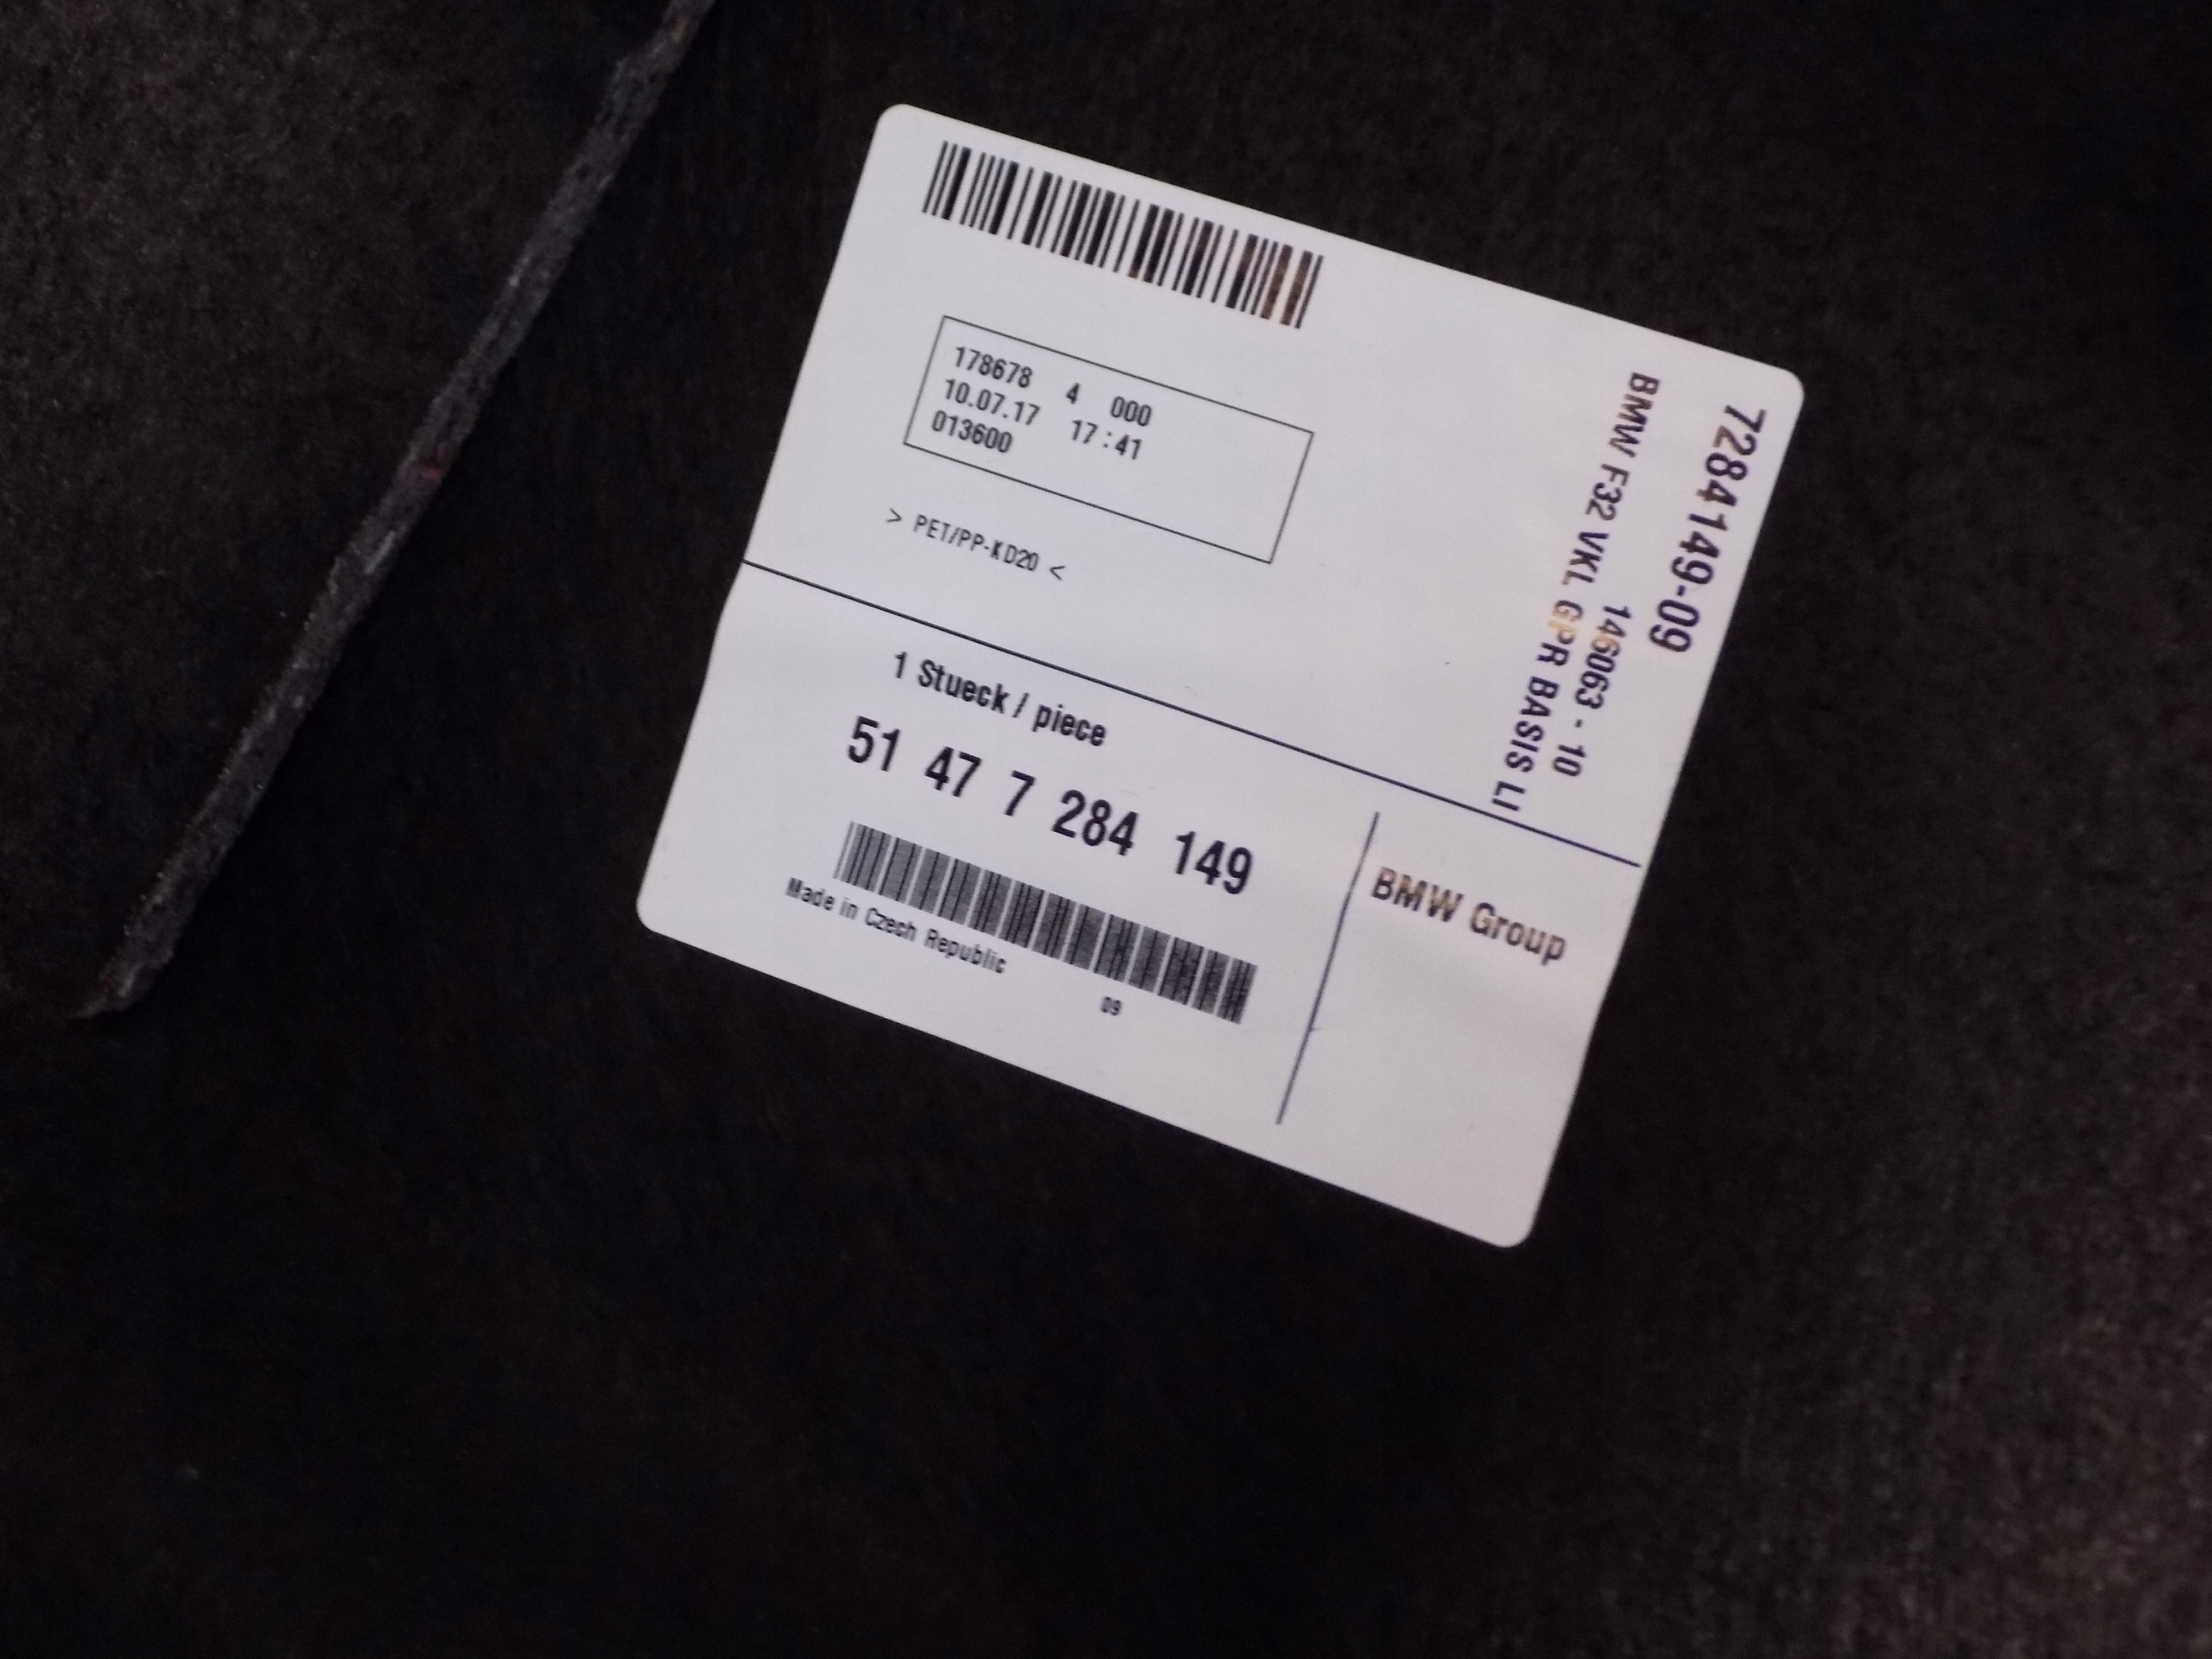 178678 4 000
10.07.17 17:41
013600
> PET/PP-KD20 <
7284149-09
146063 - 10
BMW F32 VKL GPR BASIS LI
1 Stueck / piece
51 47 7 284 149
Made in Czech Republic
09
BMW Group